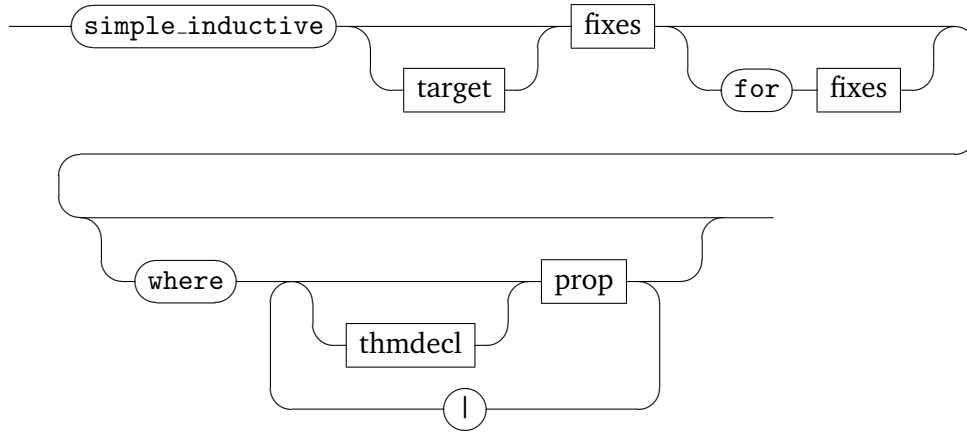 simple_inductive fixes
target for fixes
where prop
thmdecl
|